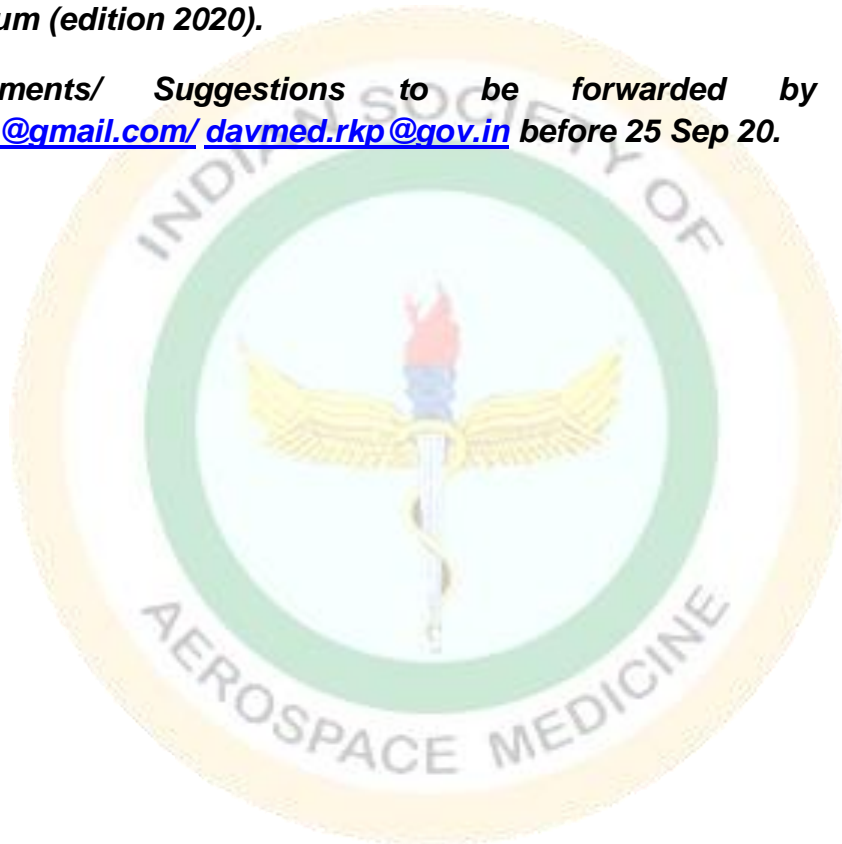 um (edition 2020).
ments/ Suggestions to be forwarded by
@gmail.com/ davmed.rkp@gov.in before 25 Sep 20.
INDIAN SOCIETY OF
AEROSPACE MEDICINE